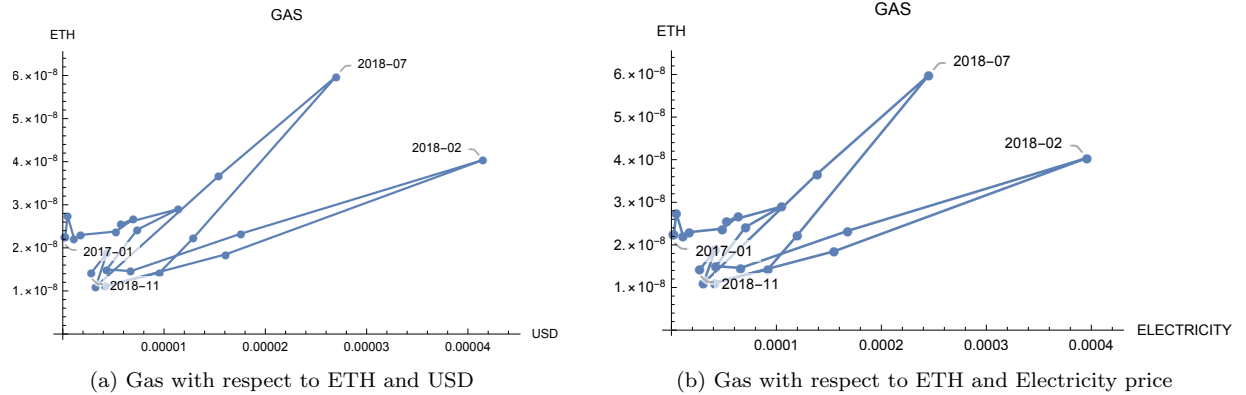 GAS
ETH
6. × 10⁻⁸
5. × 10⁻⁸
4. × 10⁻⁸
3. × 10⁻⁸
2. × 10⁻⁸
1. × 10⁻⁸
2018–07
2018–02
2017–01
2018–11
0.00001
0.00002
0.00003
0.00004
USD
(a) Gas with respect to ETH and USD
GAS
ETH
6. × 10⁻⁸
5. × 10⁻⁸
4. × 10⁻⁸
3. × 10⁻⁸
2. × 10⁻⁸
1. × 10⁻⁸
2018–07
2018–02
2017–01
2018–11
0.0001
0.0002
0.0003
0.0004
ELECTRICITY
(b) Gas with respect to ETH and Electricity price